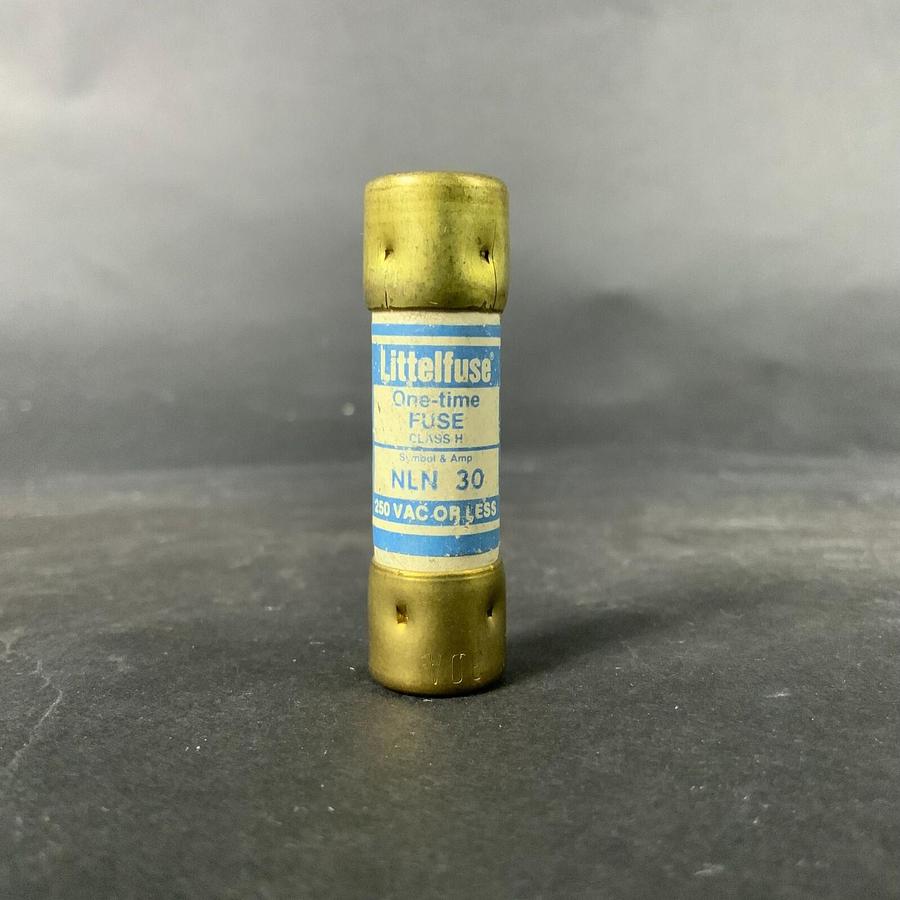 Littelfuse®
One-time
FUSE
CLASS H
Symbol & Amp
NLN 30
250 VAC OR LESS